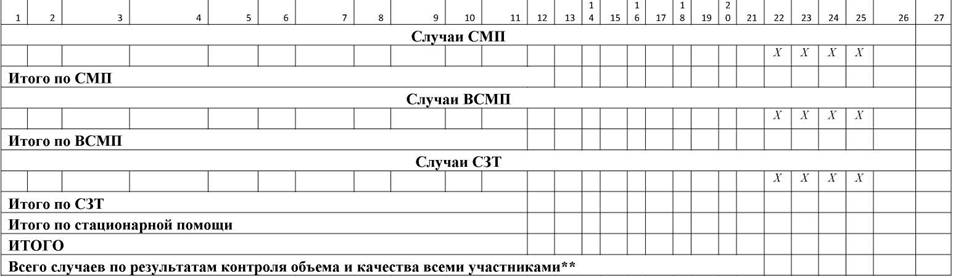 1 2 3 4 5 6 7 8 9 10 11 12 13 14 15 16 17 18 19 20 21 22 23 24 25 26 27
Случаи СМП
X X X X
Итого по СМП
Случаи ВСМП
X X X X
Итого по ВСМП
Случаи СЗТ
X X X X
Итого по СЗТ
Итого по стационарной помощи
ИТОГО
Всего случаев по результатам контроля объема и качества всеми участниками**